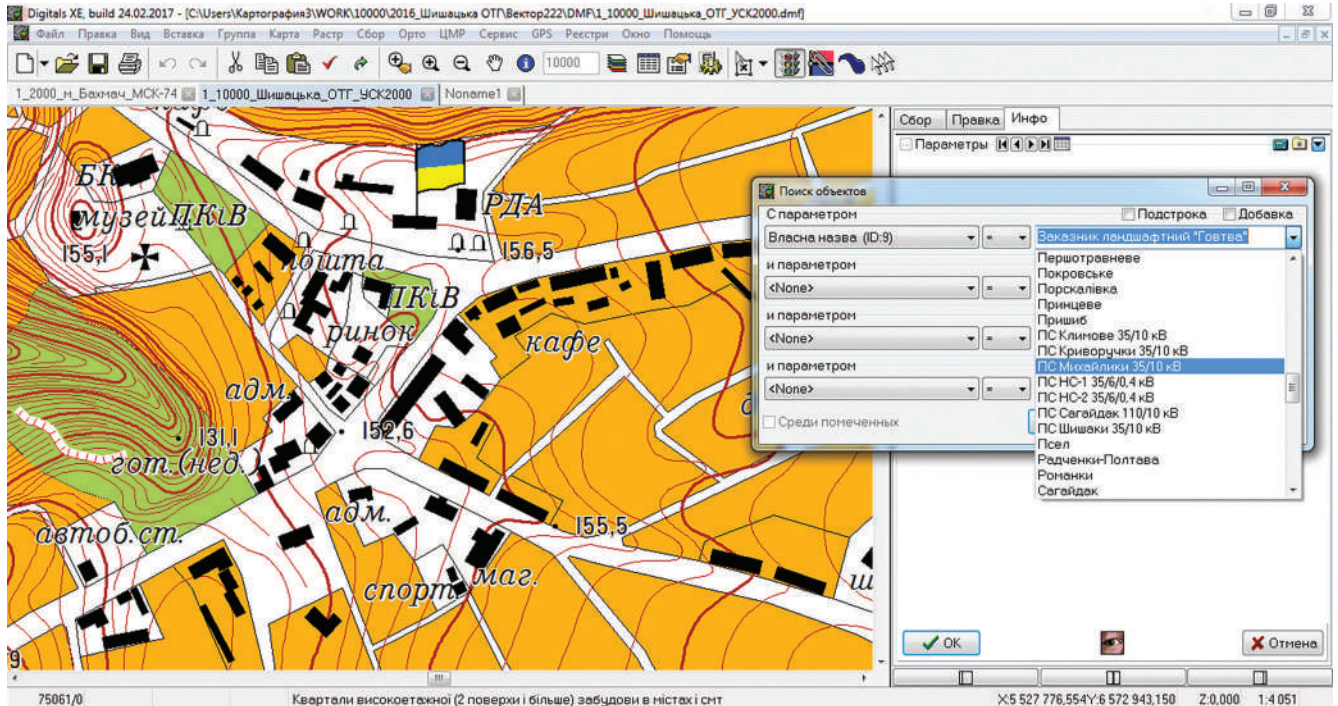 Digitals XE, build 24.02.2017 - [C:\Users\Картография3\WORK\10000\2016_Шишацька ОТГ\Вектор222\DMF\1_10000_Шишацька_ОТГ_УСК2000.dmf]
Файл Правка Вид Вставка Группа Карта Растр Сбор Орто ЦМР Сервис GPS Реестри Окно Помощь
10000
1_2000_м_Бахмач_МСК-74 1_10000_Шишацька_ОТГ_УСК2000 Noname1
Сбор Правка Инфо
Параметры
Поиск объектов
С параметром Подстрока Добавка
Власна назва (ID:9) = Заказник ландшафтний "Говтва"
и параметром
<None> =
и параметром
<None> =
и параметром
<None> =
Среди помеченных
Першотравневе
Покровське
Порскалівка
Принцеве
Пришиб
ПС Климове 35/10 кВ
ПС Криворучки 35/10 кВ
ПС Михайлики 35/10 кВ
ПС НС-1 35/6/0,4 кВ
ПС НС-2 35/6/0,4 кВ
ПС Сагайдак 110/10 кВ
ПС Шишаки 35/10 кВ
Псел
Радченки-Полтава
Романки
Сагайдак
БК
музей ПКіВ
155,1
РДА
156,5
пошта
ПКіВ
ринок
кафе
адм.
131,1
152,6
гот.(нед.)
адм.
155,5
автоб.ст.
спорт.
маг.
ш
9
OK Отмена
75061/0 Квартали високоетажної (2 поверхи і більше) забудови в містах і смт X:5 527 776,554 Y:6 572 943,150 Z:0,000 1:4 051